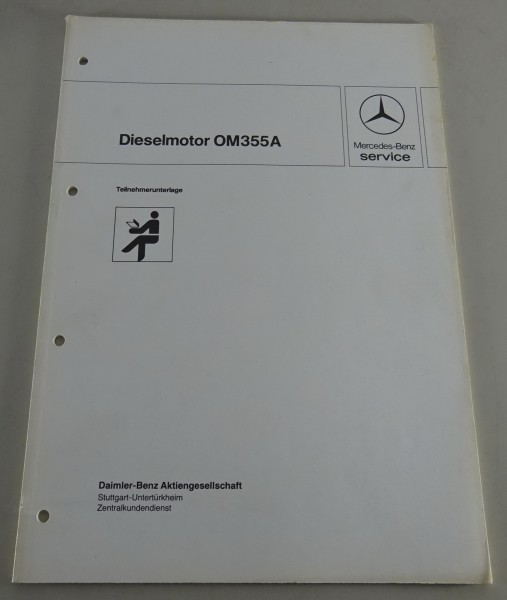 Dieselmotor OM355A
Mercedes-Benz
service
Teilnehmerunterlage
Daimler-Benz Aktiengesellschaft
Stuttgart-Untertürkheim
Zentralkundendienst